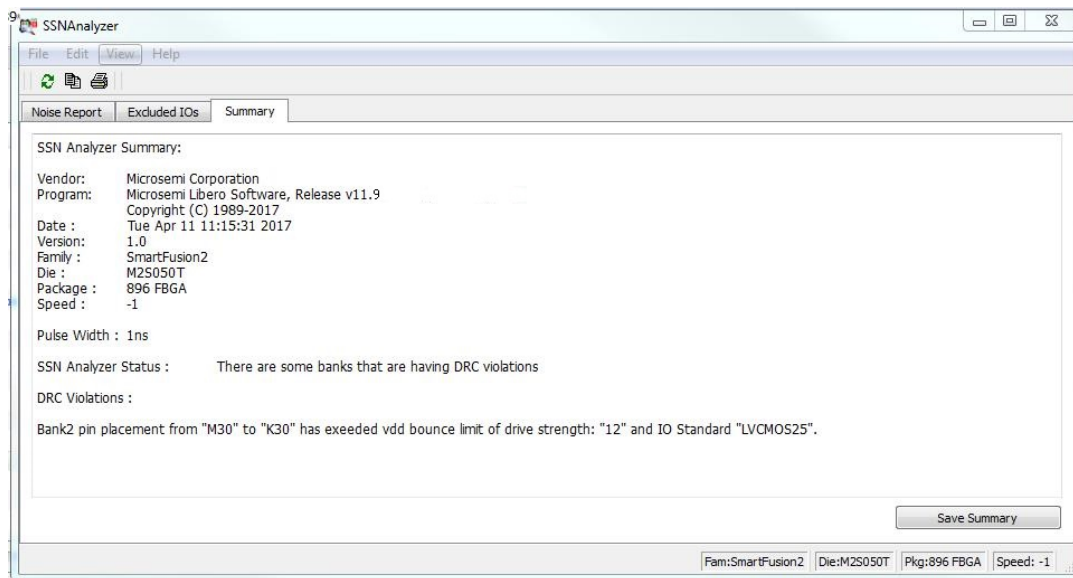 SSNAnalyzer
File Edit View Help
Noise Report Excluded IOs Summary
SSN Analyzer Summary:
Vendor: Microsemi Corporation
Program: Microsemi Libero Software, Release v11.9
Copyright (C) 1989-2017
Date : Tue Apr 11 11:15:31 2017
Version: 1.0
Family : SmartFusion2
Die : M2S050T
Package : 896 FBGA
Speed : -1
Pulse Width : 1ns
SSN Analyzer Status : There are some banks that are having DRC violations
DRC Violations :
Bank2 pin placement from "M30" to "K30" has exeeded vdd bounce limit of drive strength: "12" and IO Standard "LVCMOS25".
Save Summary
Fam:SmartFusion2 Die:M2S050T Pkg:896 FBGA Speed: -1